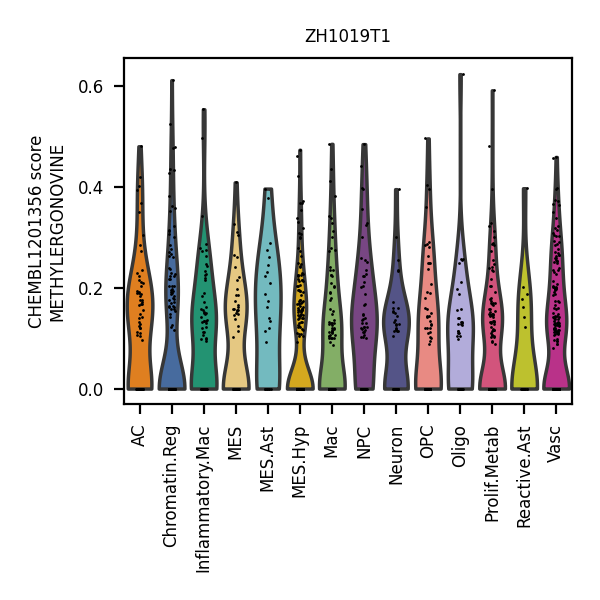 ZH1019T1
CHEMBL1201356 score
METHYLERGONOVINE
0.6
0.4
0.2
0.0
AC
Chromatin.Reg
Inflammatory.Mac
MES
MES.Ast
MES.Hyp
Mac
NPC
Neuron
OPC
Oligo
Prolif.Metab
Reactive.Ast
Vasc